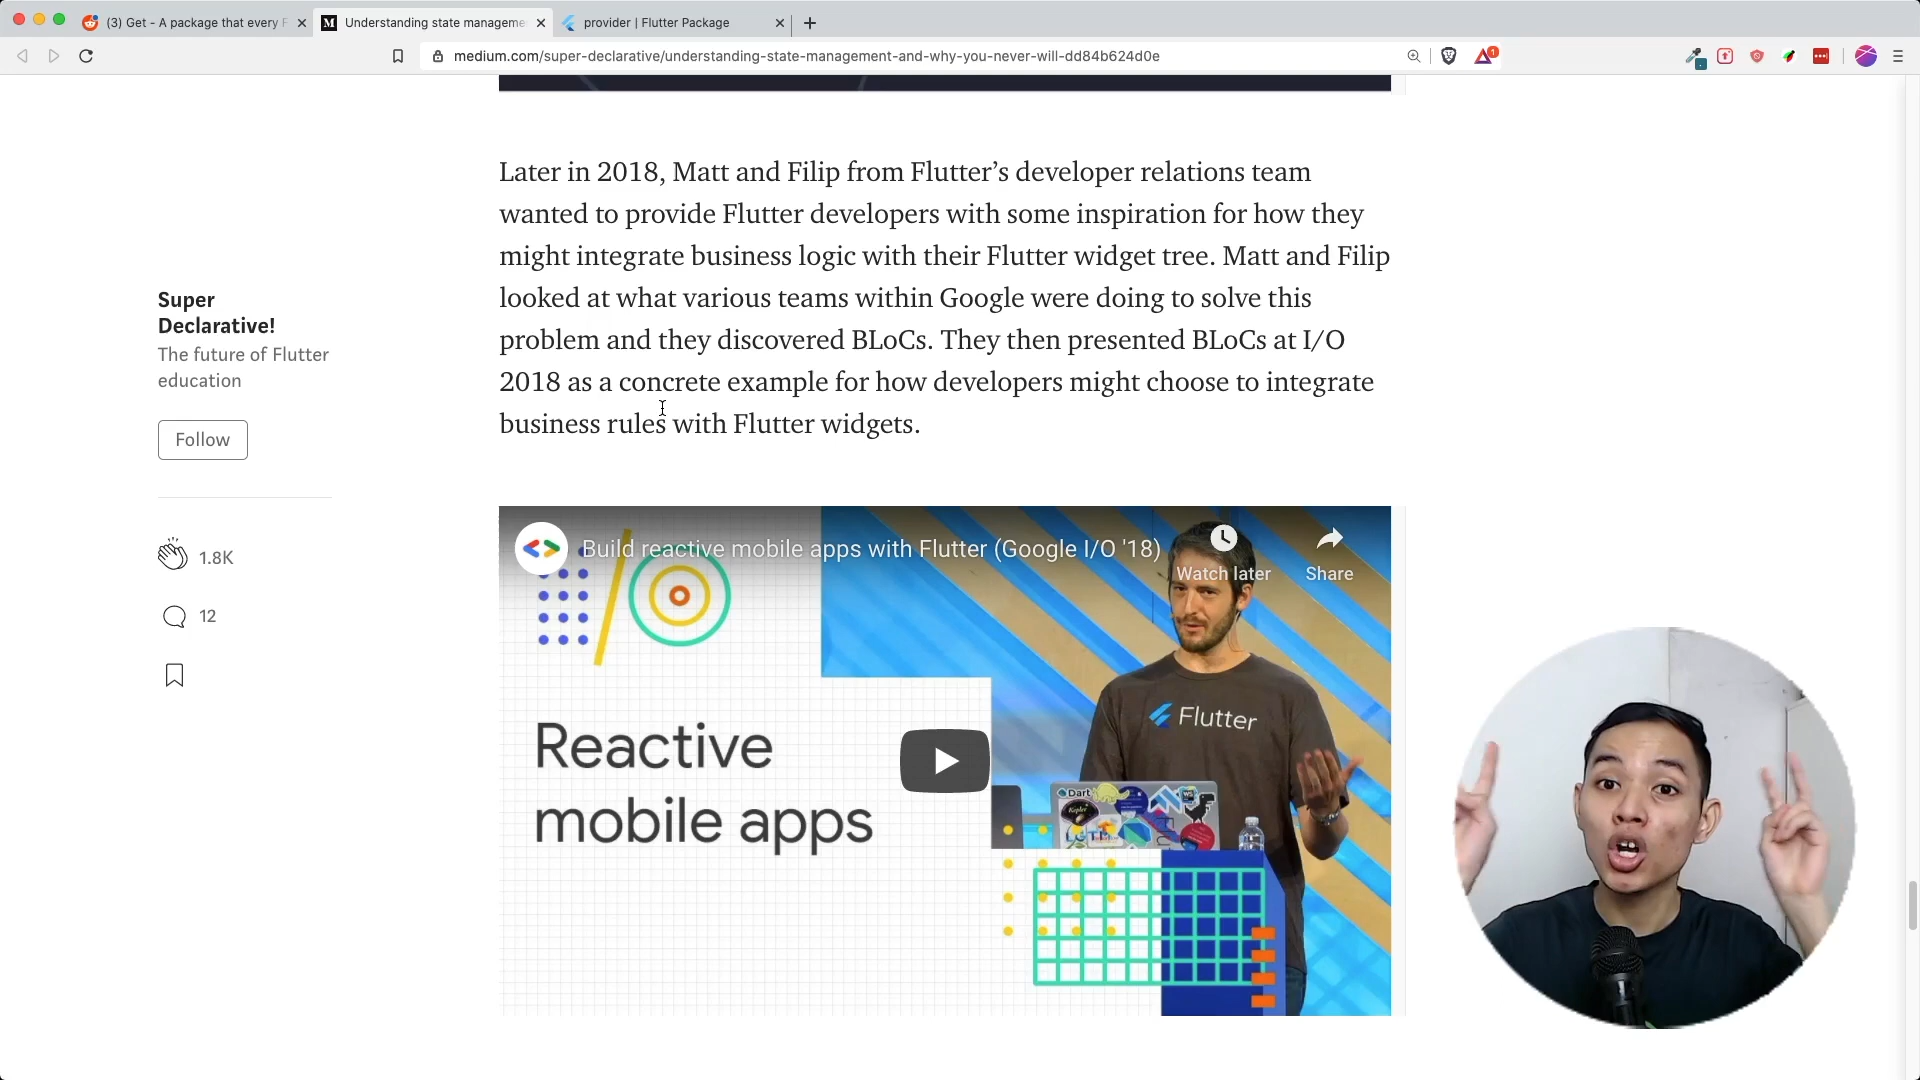 (3) Get - A package that every F
Understanding state manageme
provider | Flutter Package
medium.com/super-declarative/understanding-state-management-and-why-you-never-will-dd84b624d0e
1
Later in 2018, Matt and Filip from Flutter’s developer relations team
wanted to provide Flutter developers with some inspiration for how they
might integrate business logic with their Flutter widget tree. Matt and Filip
looked at what various teams within Google were doing to solve this
problem and they discovered BLoCs. They then presented BLoCs at I/O
2018 as a concrete example for how developers might choose to integrate
business rules with Flutter widgets.
Super
Declarative!
The future of Flutter
education
Follow
1.8K
12
Build reactive mobile apps with Flutter (Google I/O '18)
Watch later
Share
Flutter
Reactive
mobile apps
Dart